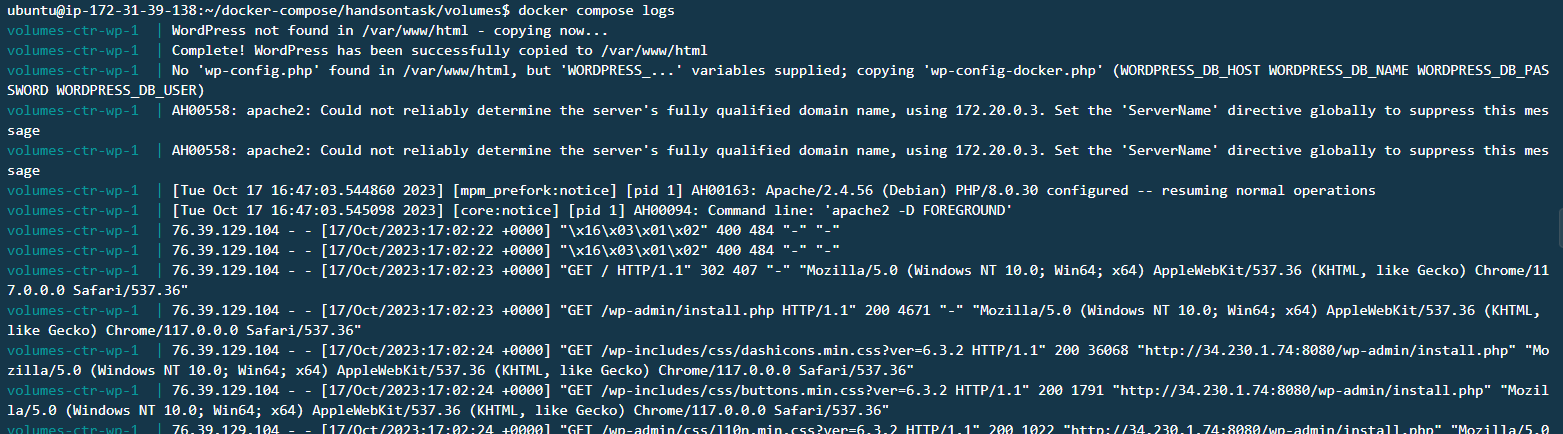 ubuntu@ip-172-31-39-138:~/docker-compose/handsontask/volumes$ docker compose logs
volumes-ctr-wp-1  | WordPress not found in /var/www/html - copying now...
volumes-ctr-wp-1  | Complete! WordPress has been successfully copied to /var/www/html
volumes-ctr-wp-1  | No 'wp-config.php' found in /var/www/html, but 'WORDPRESS_...' variables supplied; copying 'wp-config-docker.php' (WORDPRESS_DB_HOST WORDPRESS_DB_NAME WORDPRESS_DB_PAS
SWORD WORDPRESS_DB_USER)
volumes-ctr-wp-1  | AH00558: apache2: Could not reliably determine the server's fully qualified domain name, using 172.20.0.3. Set the 'ServerName' directive globally to suppress this mes
sage
volumes-ctr-wp-1  | AH00558: apache2: Could not reliably determine the server's fully qualified domain name, using 172.20.0.3. Set the 'ServerName' directive globally to suppress this mes
sage
volumes-ctr-wp-1  | [Tue Oct 17 16:47:03.544860 2023] [mpm_prefork:notice] [pid 1] AH00163: Apache/2.4.56 (Debian) PHP/8.0.30 configured -- resuming normal operations
volumes-ctr-wp-1  | [Tue Oct 17 16:47:03.545098 2023] [core:notice] [pid 1] AH00094: Command line: 'apache2 -D FOREGROUND'
volumes-ctr-wp-1  | 76.39.129.104 - - [17/Oct/2023:17:02:22 +0000] "\x16\x03\x01\x02" 400 484 "-" "-"
volumes-ctr-wp-1  | 76.39.129.104 - - [17/Oct/2023:17:02:22 +0000] "\x16\x03\x01\x02" 400 484 "-" "-"
volumes-ctr-wp-1  | 76.39.129.104 - - [17/Oct/2023:17:02:23 +0000] "GET / HTTP/1.1" 302 407 "-" "Mozilla/5.0 (Windows NT 10.0; Win64; x64) AppleWebKit/537.36 (KHTML, like Gecko) Chrome/11
7.0.0.0 Safari/537.36"
volumes-ctr-wp-1  | 76.39.129.104 - - [17/Oct/2023:17:02:23 +0000] "GET /wp-admin/install.php HTTP/1.1" 200 4671 "-" "Mozilla/5.0 (Windows NT 10.0; Win64; x64) AppleWebKit/537.36 (KHTML,
like Gecko) Chrome/117.0.0.0 Safari/537.36"
volumes-ctr-wp-1  | 76.39.129.104 - - [17/Oct/2023:17:02:24 +0000] "GET /wp-includes/css/dashicons.min.css?ver=6.3.2 HTTP/1.1" 200 36068 "http://34.230.1.74:8080/wp-admin/install.php" "Mo
zilla/5.0 (Windows NT 10.0; Win64; x64) AppleWebKit/537.36 (KHTML, like Gecko) Chrome/117.0.0.0 Safari/537.36"
volumes-ctr-wp-1  | 76.39.129.104 - - [17/Oct/2023:17:02:24 +0000] "GET /wp-includes/css/buttons.min.css?ver=6.3.2 HTTP/1.1" 200 1791 "http://34.230.1.74:8080/wp-admin/install.php" "Mozil
la/5.0 (Windows NT 10.0; Win64; x64) AppleWebKit/537.36 (KHTML, like Gecko) Chrome/117.0.0.0 Safari/537.36"
volumes-ctr-wp-1  | 76.39.129.104 - - [17/Oct/2023:17:02:24 +0000] "GET /wp-admin/css/l10n.min.css?ver=6.3.2 HTTP/1.1" 200 1022 "http://34.230.1.74:8080/wp-admin/install.php" "Mozilla/5.0